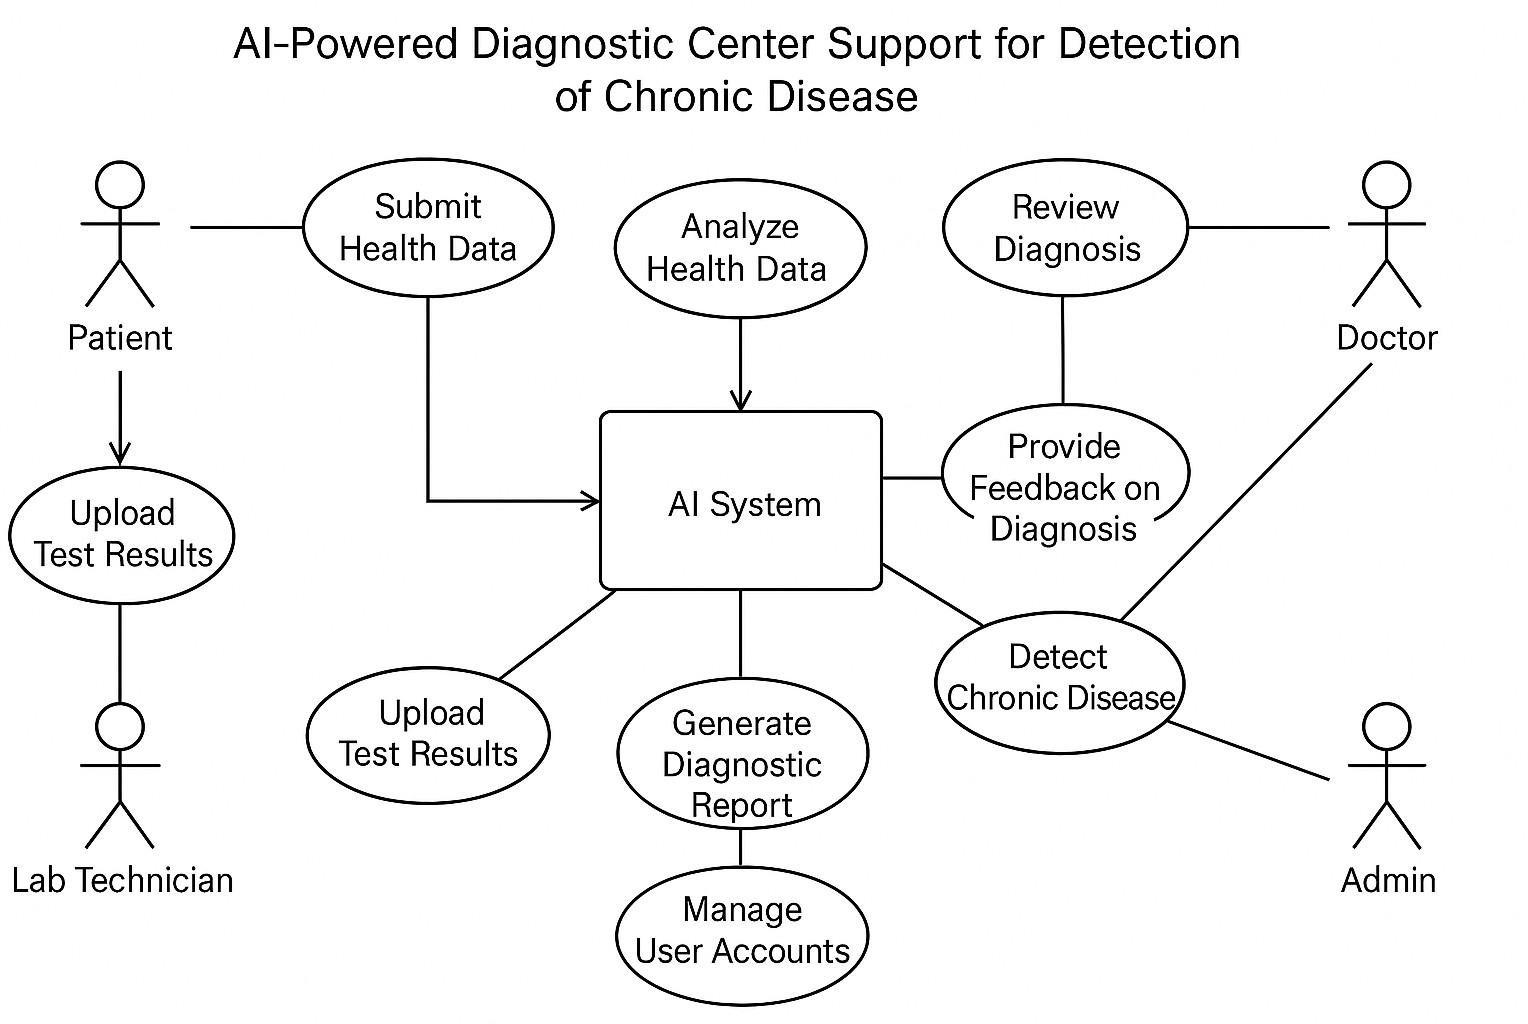 AI-Powered Diagnostic Center Support for Detection
of Chronic Disease
Submit
Health Data
Analyze
Health Data
Review
Diagnosis
Patient
Doctor
Upload
Test Results
AI System
Provide
Feedback on
Diagnosis
Detect
Chronic Disease
Upload
Test Results
Generate
Diagnostic
Report
Lab Technician
Admin
Manage
User Accounts